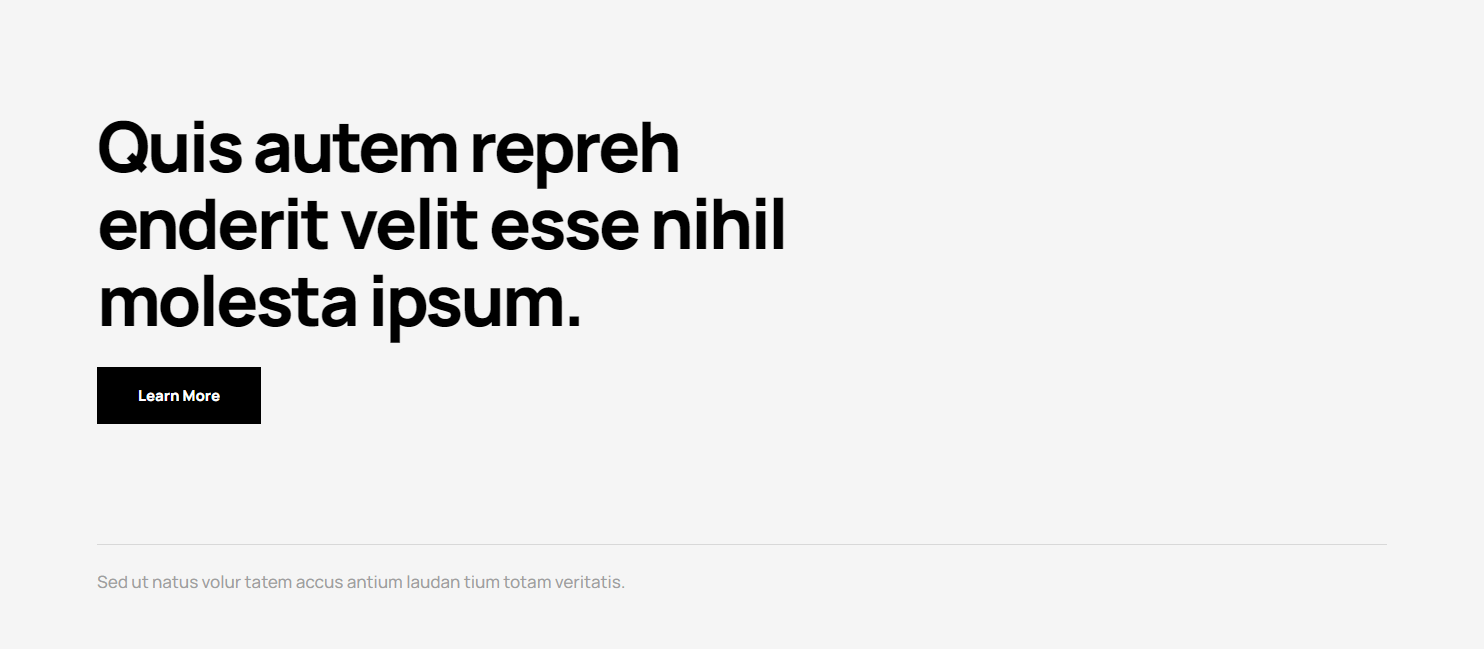 Quis autem repreh
enderit velit esse nihil
molesta ipsum.
Learn More
Sed ut natus volur tatem accus antium laudan tium totam veritatis.